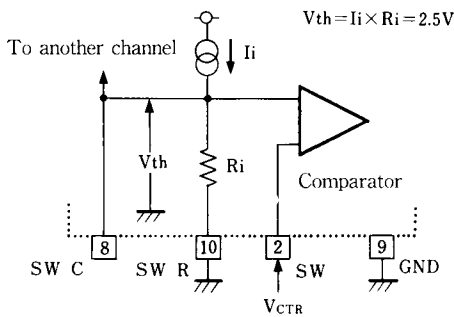 Vth=Ii×Ri=2.5V
To another channel
Ii
Vth
Ri
Comparator
8
10
2
9
SW C
SW R
SW
GND
VCTR